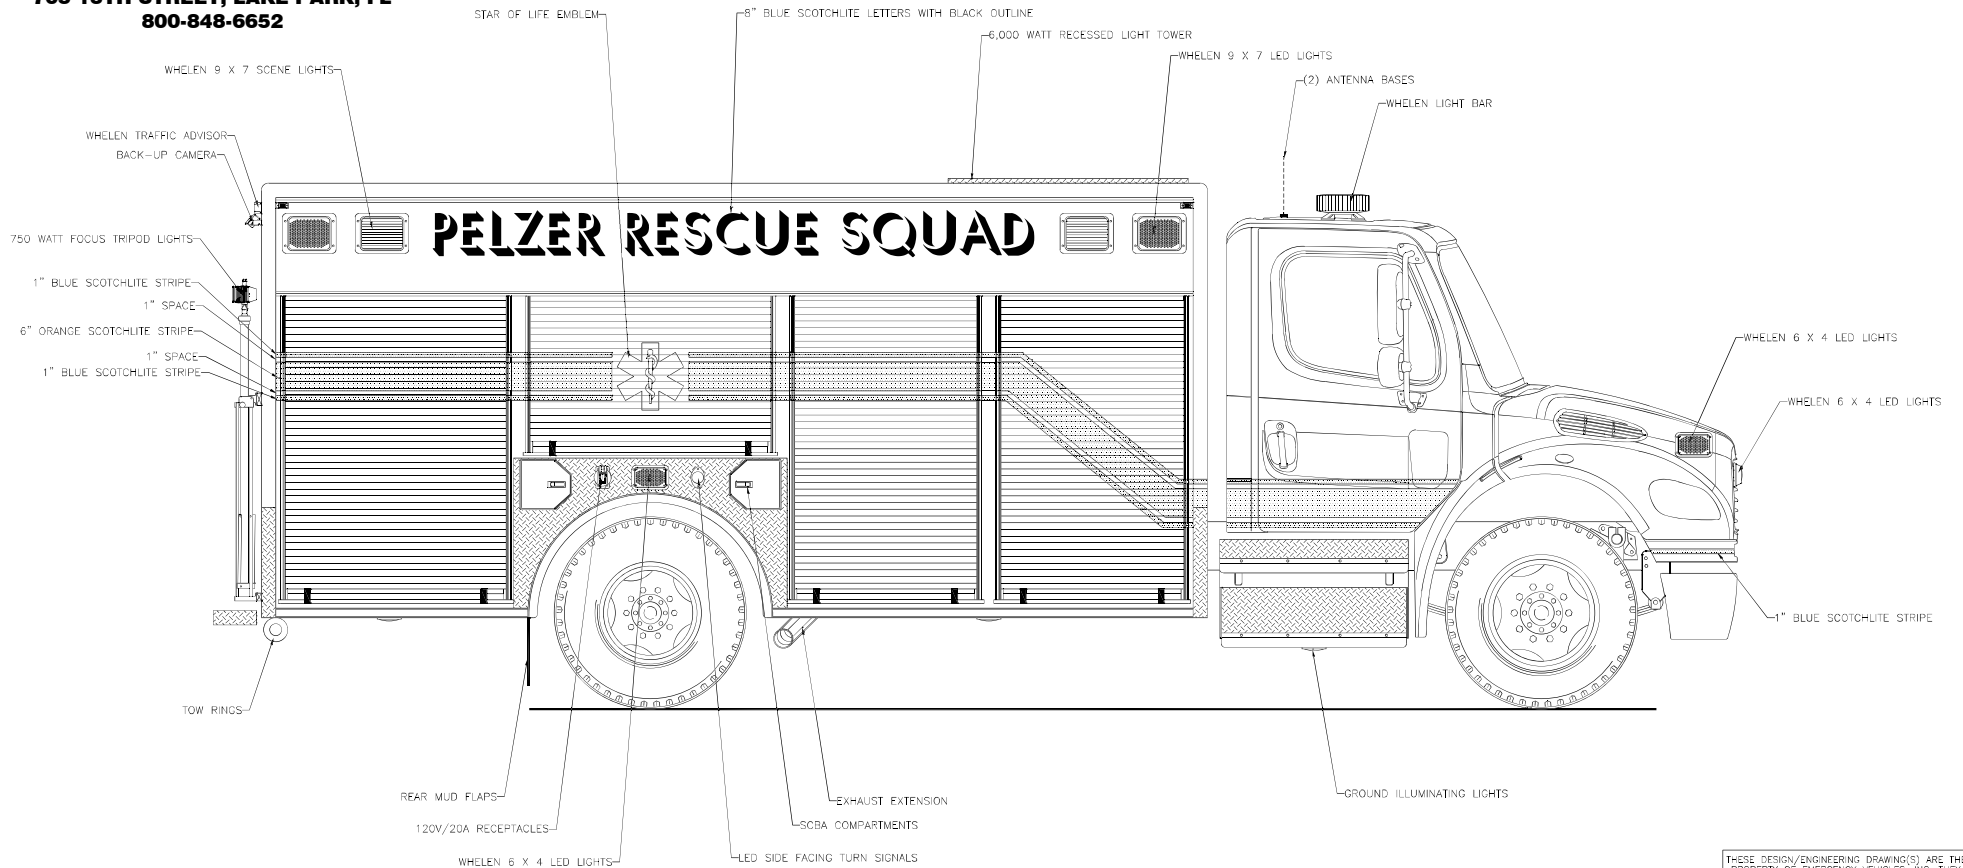 800-848-6652
STAR OF LIFE EMBLEM
8" BLUE SCOTCHLITE LETTERS WITH BLACK OUTLINE
6,000 WATT RECESSED LIGHT TOWER
WHELEN 9 X 7 LED LIGHTS
WHELEN 9 X 7 SCENE LIGHTS
(2) ANTENNA BASES
WHELEN LIGHT BAR
WHELEN TRAFFIC ADVISOR
BACK-UP CAMERA
PELZER RESCUE SQUAD
750 WATT FOCUS TRIPOD LIGHTS
1" BLUE SCOTCHLITE STRIPE
1" SPACE
6" ORANGE SCOTCHLITE STRIPE
1" SPACE
1" BLUE SCOTCHLITE STRIPE
WHELEN 6 X 4 LED LIGHTS
WHELEN 6 X 4 LED LIGHTS
1" BLUE SCOTCHLITE STRIPE
TOW RINGS
REAR MUD FLAPS
120V/20A RECEPTACLES
WHELEN 6 X 4 LED LIGHTS
EXHAUST EXTENSION
SCBA COMPARTMENTS
LED SIDE FACING TURN SIGNALS
GROUND ILLUMINATING LIGHTS
THESE DESIGN/ENGINEERING DRAWING(S) ARE THE